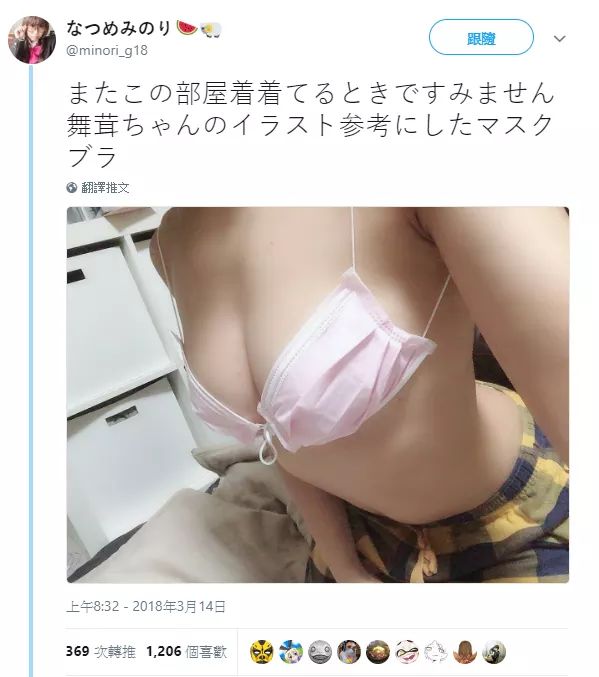 なつめみのり🍉🐑
@minori_g18
跟隨
またこの部屋着着てるときですみません
舞茸ちゃんのイラスト参考にしたマスク
ブラ
翻譯推文
上午8:32 - 2018年3月14日
369 次轉推 1,206 個喜歡